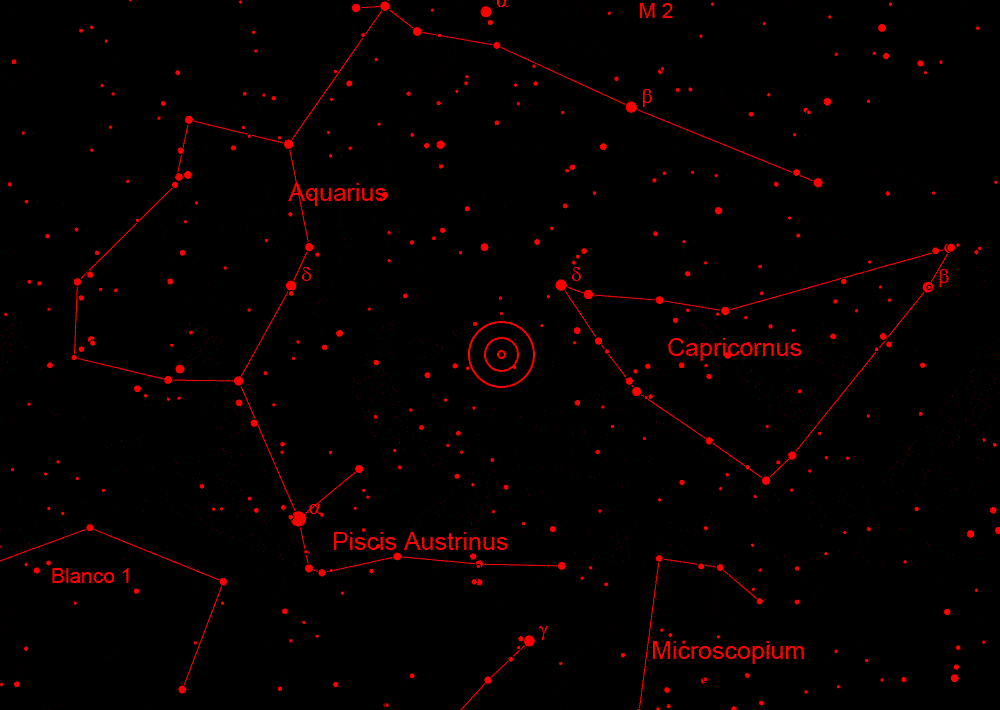 α
M 2
β
Aquarius
δ
δ
β
Capricornus
α
Piscis Austrinus
Blanco 1
γ
Microscopium